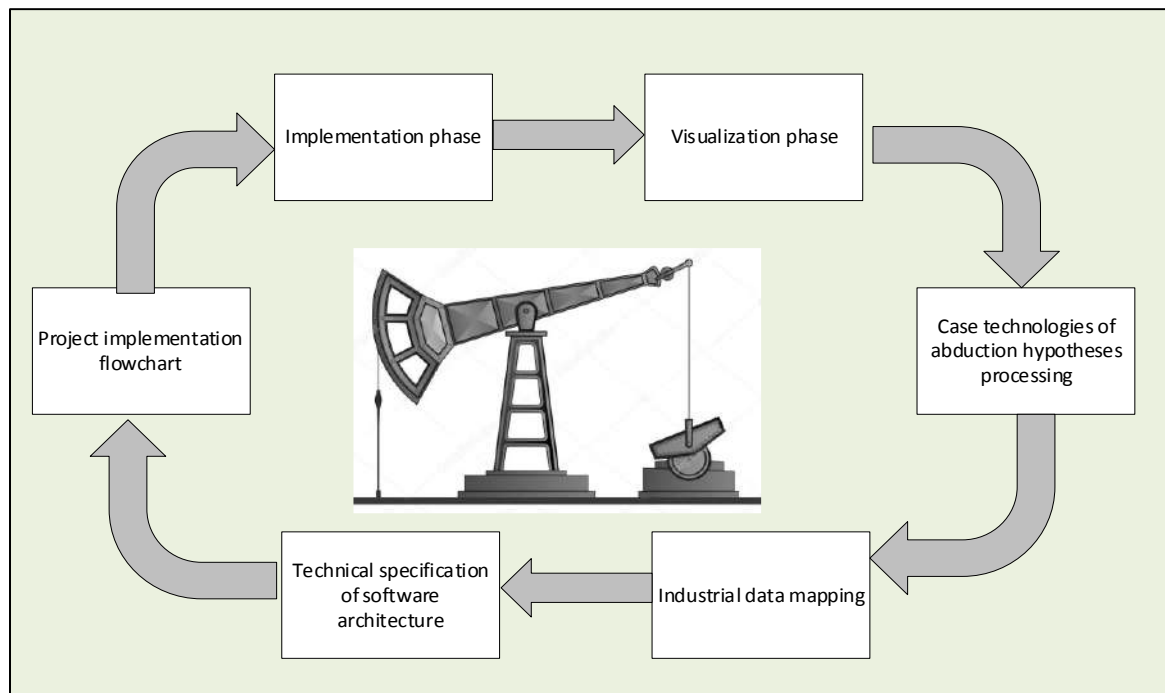 Implementation phase
Visualization phase
Project implementation
flowchart
Case technologies of
abduction hypotheses
processing
Technical specification
of software
architecture
Industrial data mapping